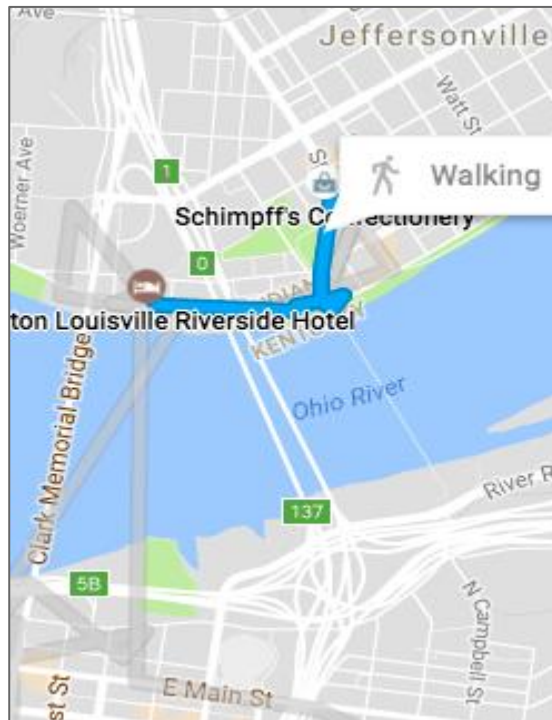 Ave
Jeffersonville
Watt St
Woerner Ave
1
Walking
Schimpff's Confectionery
0
INDIANA
KENTUCKY
ton Louisville Riverside Hotel
Clark Memorial Bridge
Ohio River
137
River R
5B
N Campbell St
E Main St
st St